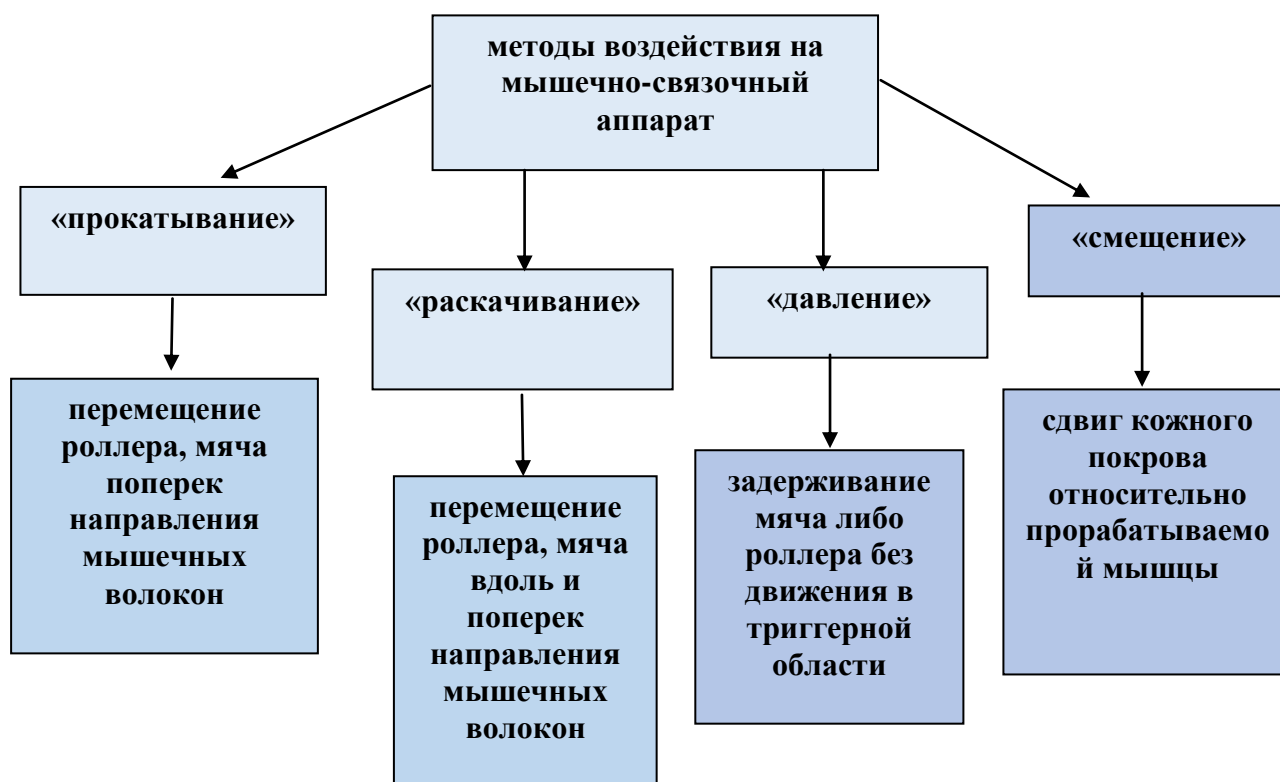 методы воздействия на
мышечно-связочный
аппарат
«прокатывание»
«раскачивание»
«давление»
«смещение»
перемещение
роллера, мяча
поперек
направления
мышечных
волокон
перемещение
роллера, мяча
вдоль и
поперек
направления
мышечных
волокон
задерживание
мяча либо
роллера без
движения в
триггерной
области
сдвиг кожного
покрова
относительно
прорабатываемо
й мышцы